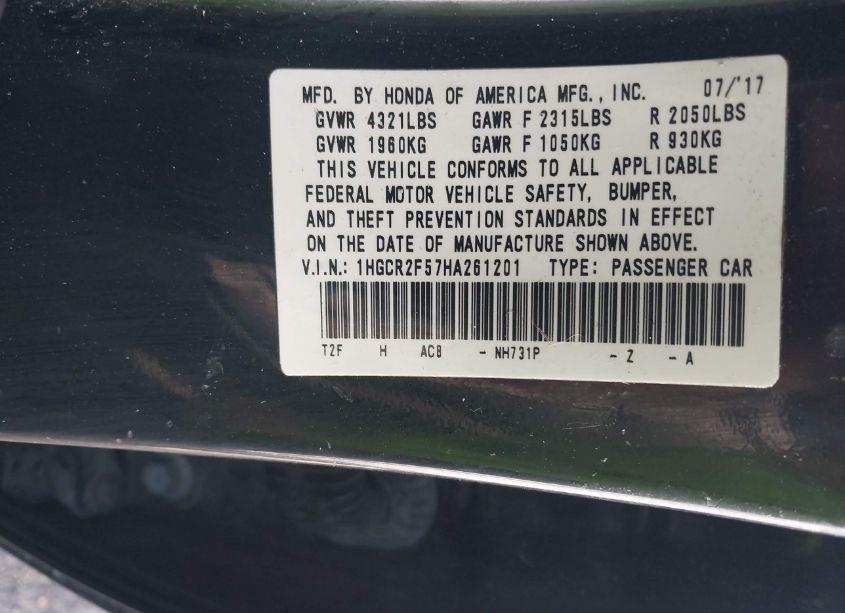 MFD. BY HONDA OF AMERICA MFG., INC. 07/'17
GVWR 4321LBS GAWR F 2315LBS R 2050LBS
GVWR 1960KG GAWR F 1050KG R 930KG
THIS VEHICLE CONFORMS TO ALL APPLICABLE
FEDERAL MOTOR VEHICLE SAFETY, BUMPER,
AND THEFT PREVENTION STANDARDS IN EFFECT
ON THE DATE OF MANUFACTURE SHOWN ABOVE.
V.I.N.: 1HGCR2F57HA261201 TYPE: PASSENGER CAR
T2F H AC8 - NH731P - Z - A